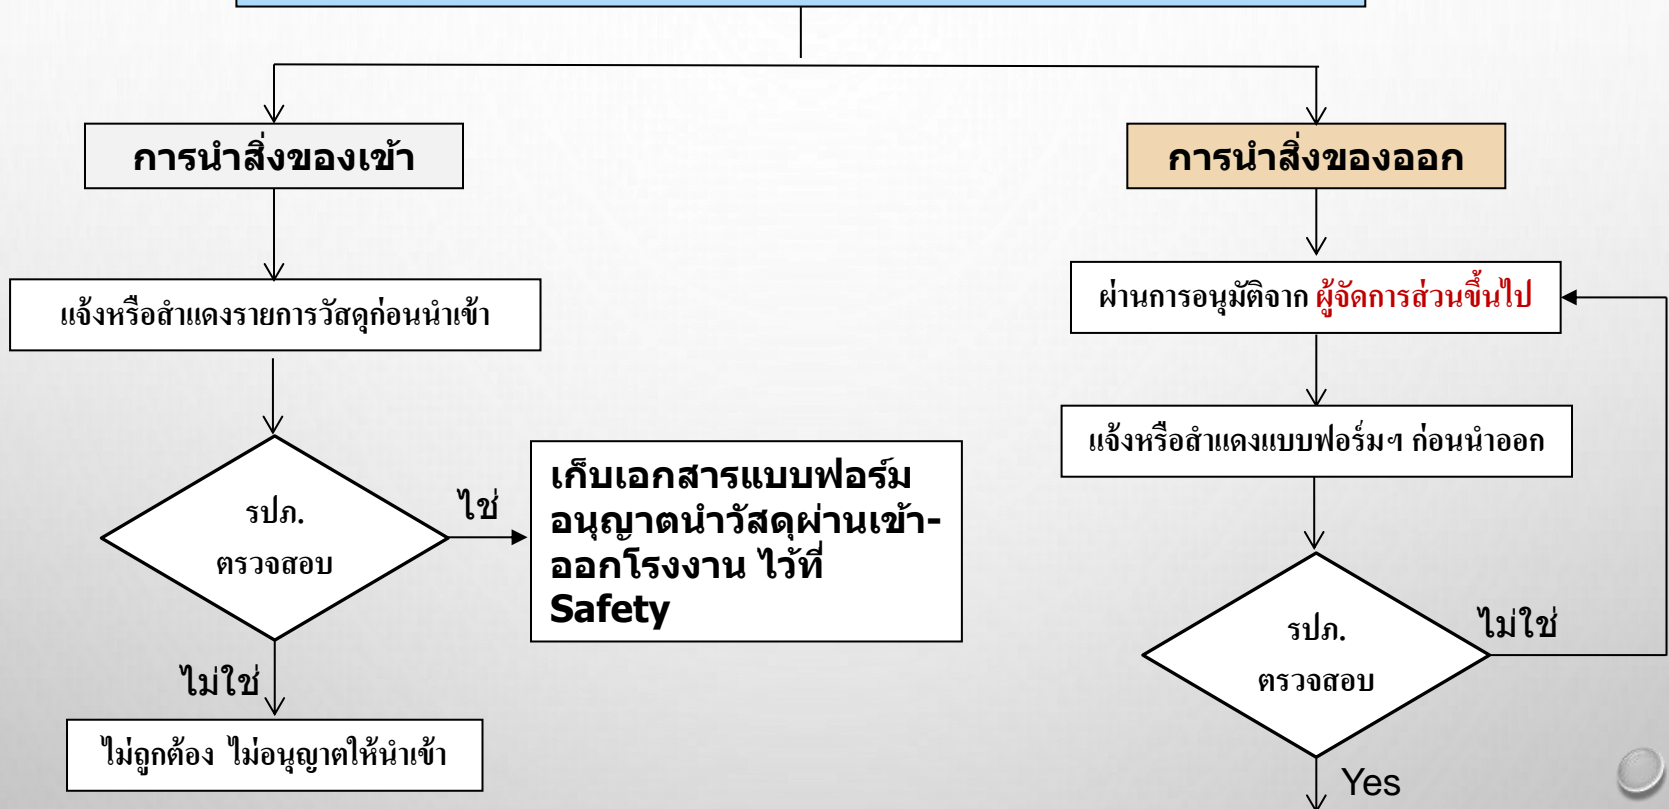 การนำสิ่งของเข้า
การนำสิ่งของออก
แจ้งหรือสำแดงรายการวัสดุก่อนนำเข้า
ผ่านการอนุมัติจาก ผู้จัดการส่วนขึ้นไป
แจ้งหรือสำแดงแบบฟอร์มฯ ก่อนนำออก
รปภ.
ตรวจสอบ
ไช่
เก็บเอกสารแบบฟอร์ม
อนุญาตนำวัสดุผ่านเข้า-
ออกโรงงาน ไว้ที่
Safety
ไม่ใช่
ไม่ถูกต้อง ไม่อนุญาตให้นำเข้า
รปภ.
ตรวจสอบ
ไม่ใช่
Yes